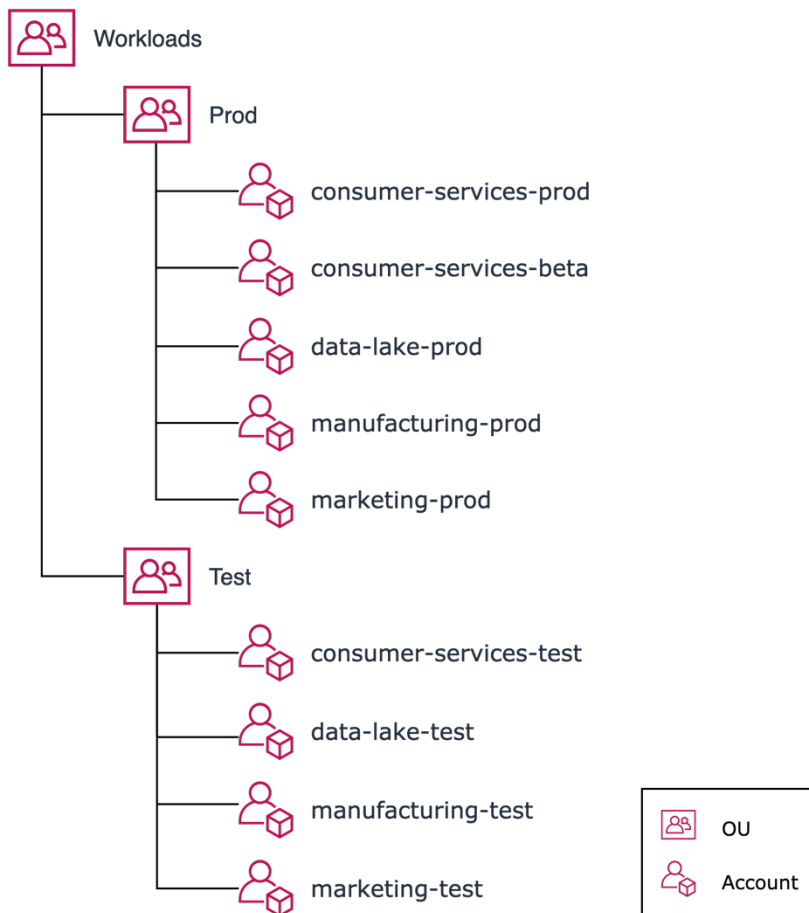 Workloads
Prod
consumer-services-prod
consumer-services-beta
data-lake-prod
manufacturing-prod
marketing-prod
Test
consumer-services-test
data-lake-test
manufacturing-test
marketing-test
OU
Account